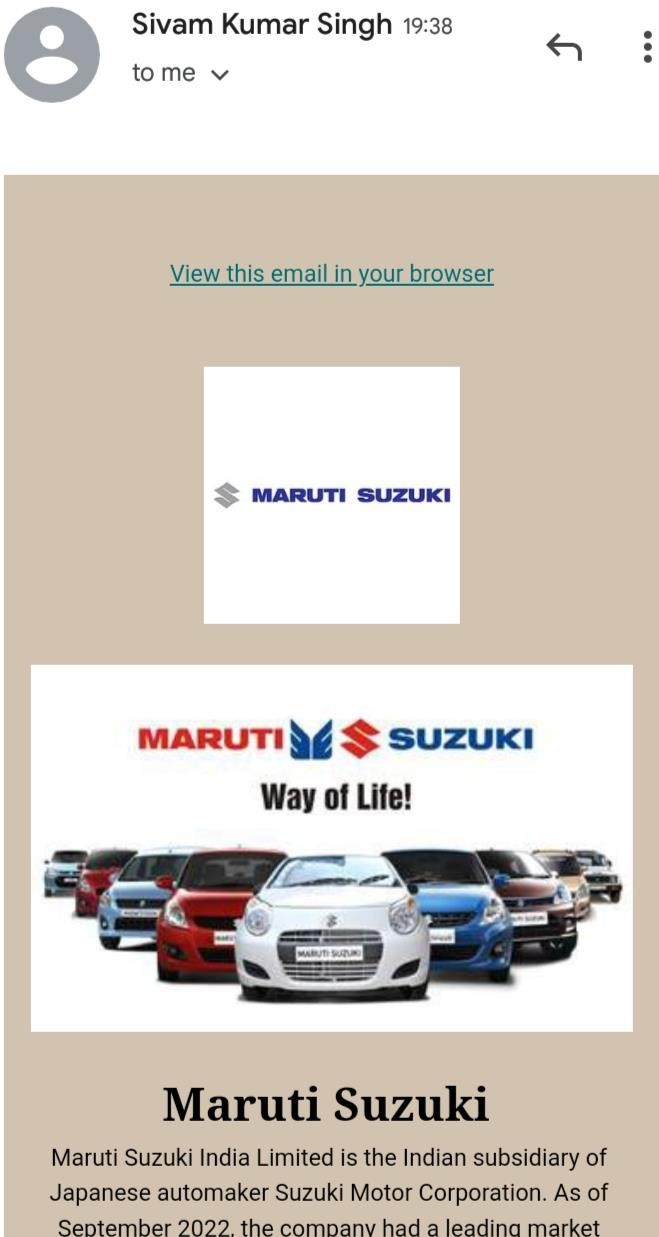 Sivam Kumar Singh 19:38
to me
View this email in your browser
MARUTI SUZUKI
MARUTI SUZUKI
Way of Life!
MARUTI SUZUKI
Maruti Suzuki
Maruti Suzuki India Limited is the Indian subsidiary of
Japanese automaker Suzuki Motor Corporation. As of
September 2022, the company had a leading market